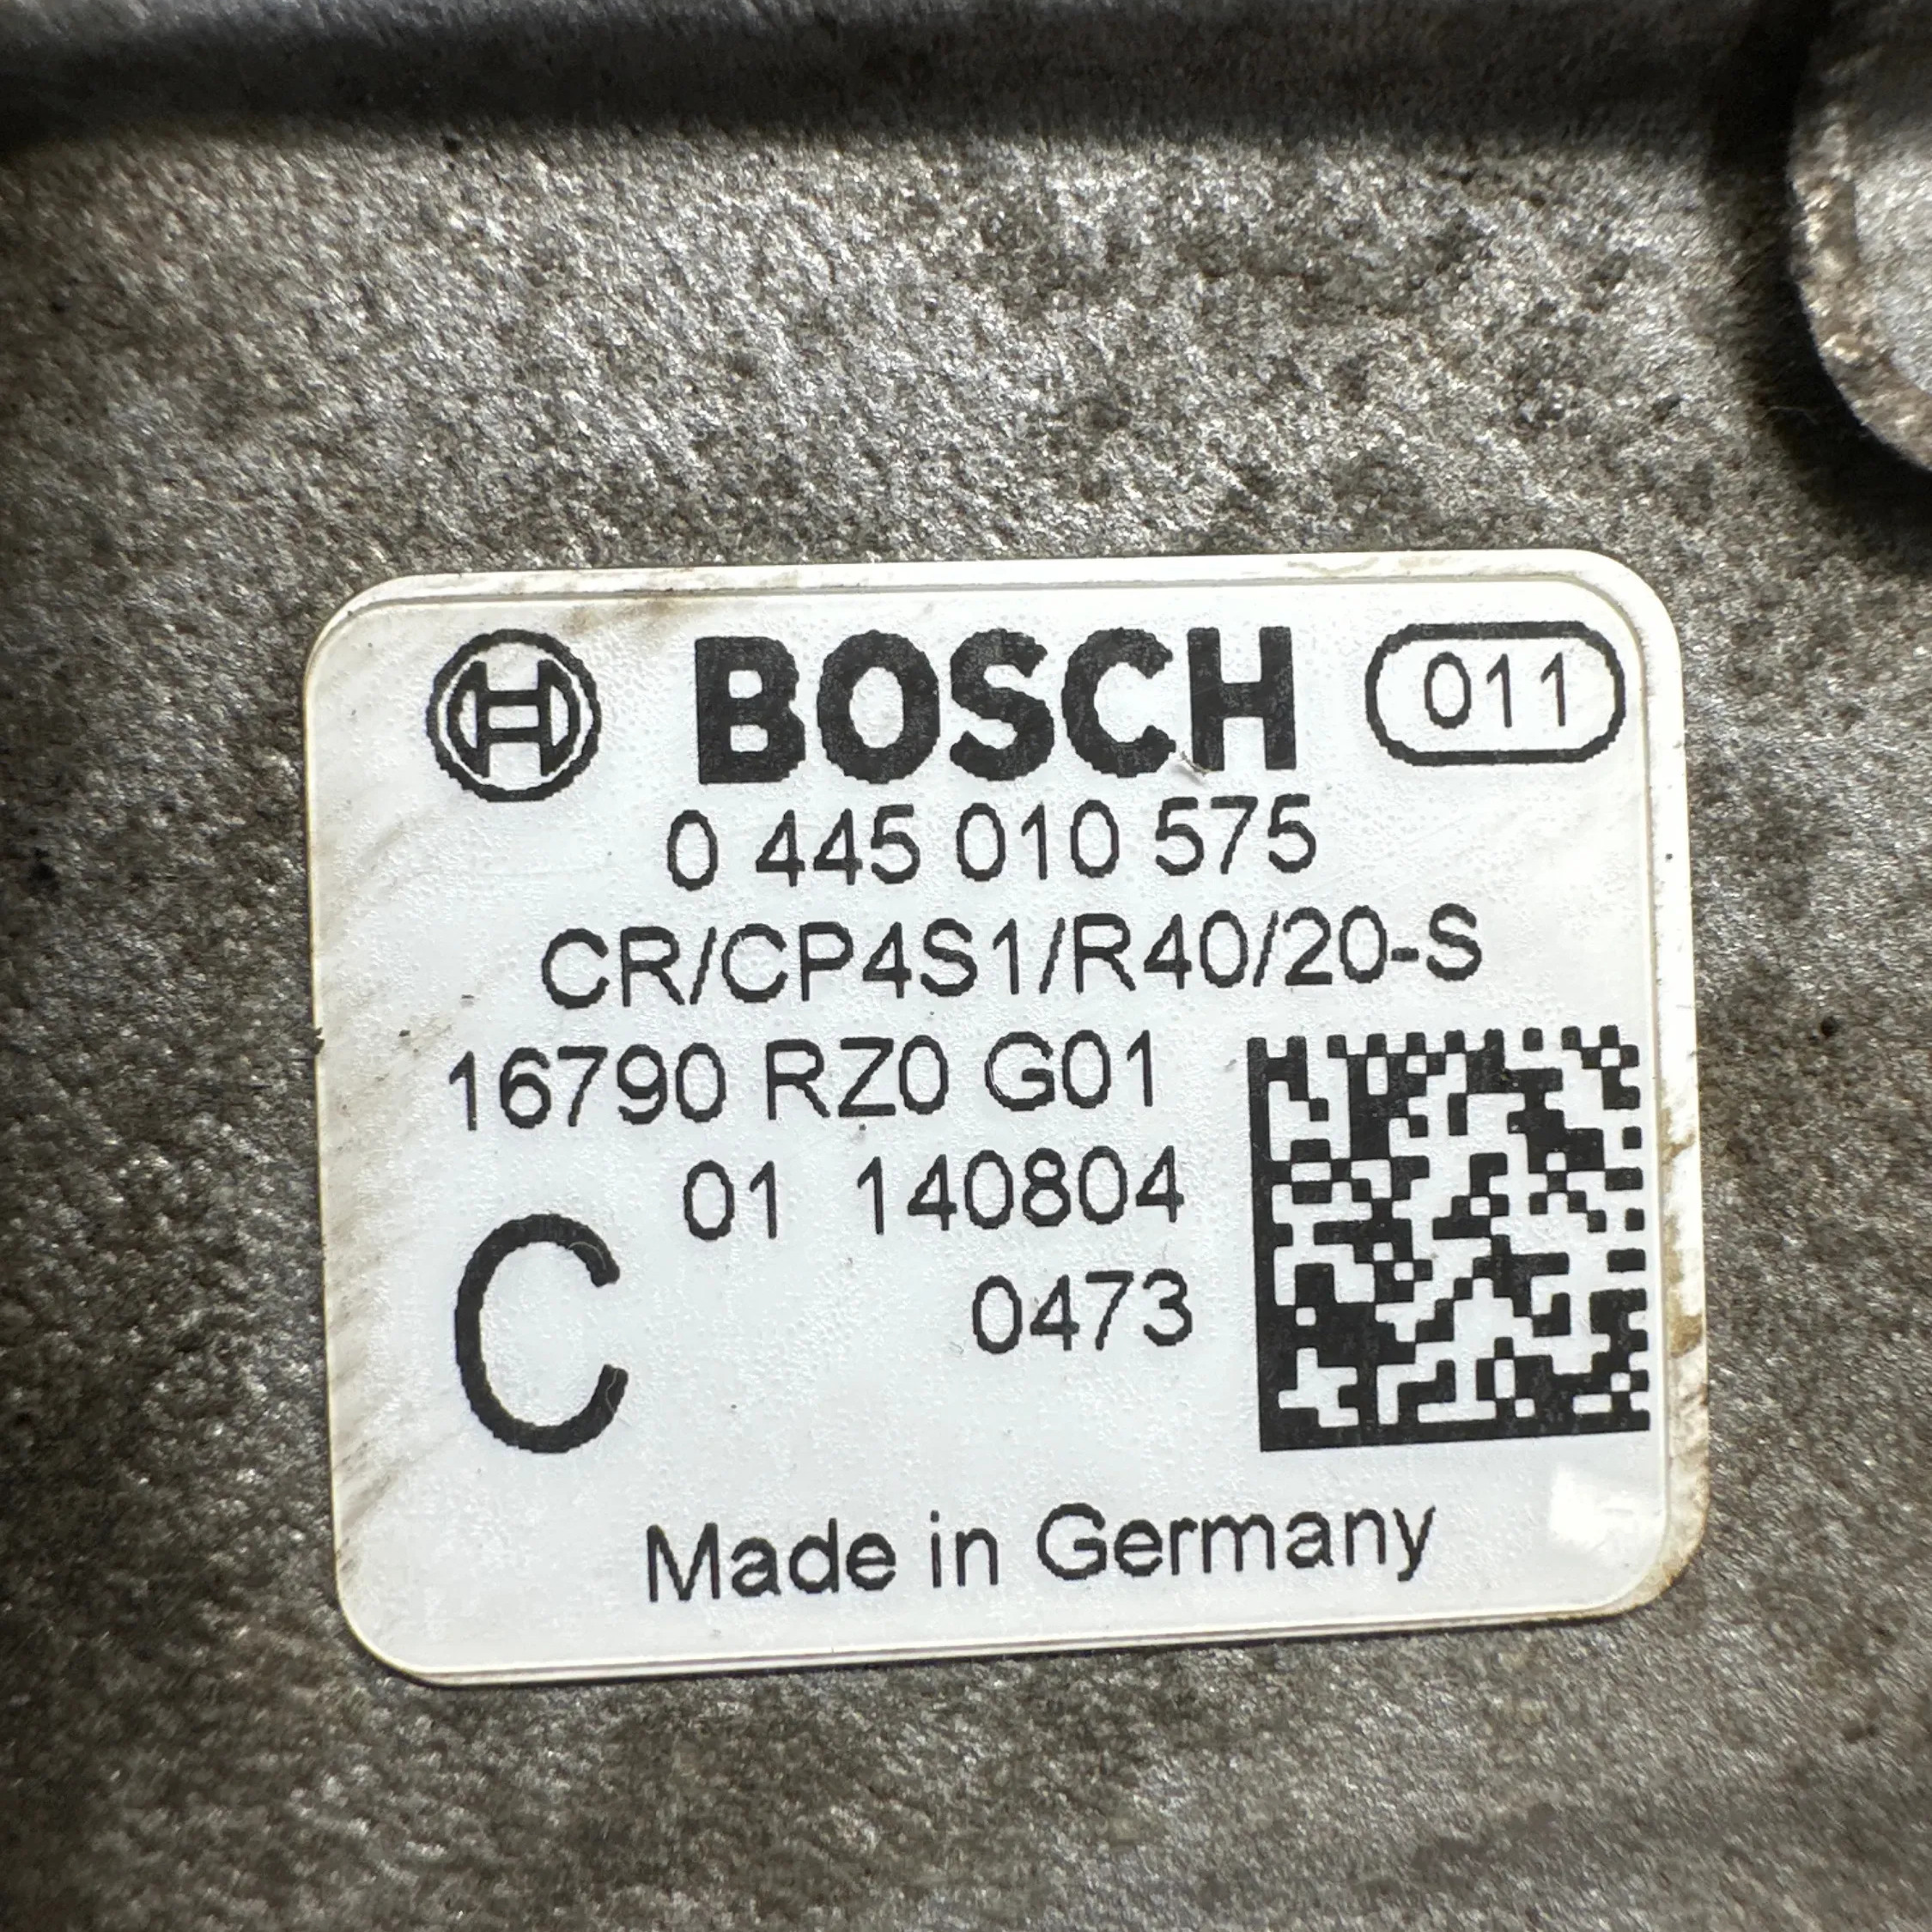 BOSCH 011
0 445 010 575
CR/CP4S1/R40/20-S
16790 RZ0 G01
01 140804
C 0473
Made in Germany